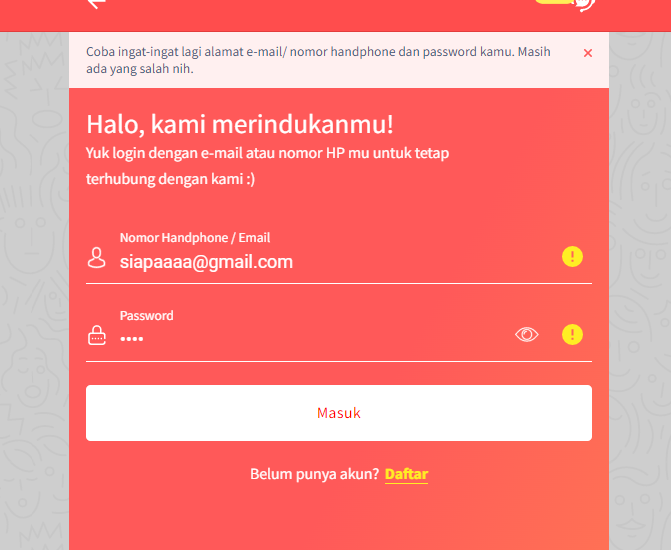 Coba ingat-ingat lagi alamat e-mail/ nomor handphone dan password kamu. Masih
ada yang salah nih.
Halo, kami merindukanmu!
Yuk login dengan e-mail atau nomor HP mu untuk tetap
terhubung dengan kami :)
Nomor Handphone / Email
siapaaaa@gmail.com
Password
••••
Masuk
Belum punya akun? Daftar